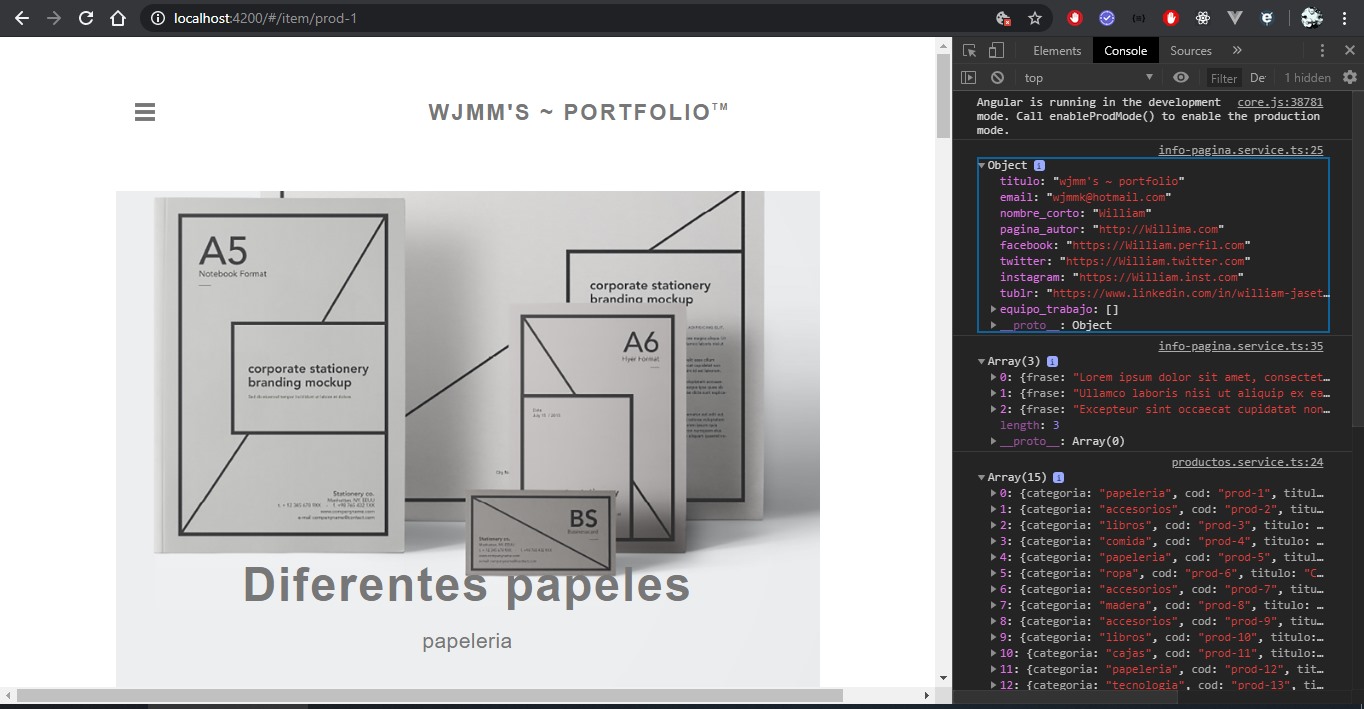 localhost:4200/#/item/prod-1
WJMM'S ~ PORTFOLIO™
A5
Notebook Format
corporate stationery
branding mockup
Stationery co.
Manhattan, NY EEUU
corporate stationery
branding mockup
A6
Flyer Format
Date
July 15 / 2015
City N.
BS
Stationery co.
Diferentes papeles
papeleria
Elements
Console
Sources
»
top
Filter
De
1 hidden
Angular is running in the development core.js:38781
mode. Call enableProdMode() to enable the production
mode.
info-pagina.service.ts:25
Object
titulo: "wjmm's ~ portfolio"
email: "wjmmk@hotmail.com"
nombre_corto: "William"
pagina_autor: "http://Willima.com"
facebook: "https://William.perfil.com"
twitter: "https://William.twitter.com"
instagram: "https://William.inst.com"
tublr: "https://www.linkedin.com/in/william-jaset…
equipo_trabajo: []
__proto__: Object
info-pagina.service.ts:35
Array(3)
0: {frase: "Lorem ipsum dolor sit amet, consectet…
1: {frase: "Ullamco laboris nisi ut aliquip ex ea…
2: {frase: "Excepteur sint occaecat cupidatat non…
length: 3
__proto__: Array(0)
productos.service.ts:24
Array(15)
0: {categoria: "papeleria", cod: "prod-1", titul…
1: {categoria: "accesorios", cod: "prod-2", titu…
2: {categoria: "libros", cod: "prod-3", titulo: …
3: {categoria: "comida", cod: "prod-4", titulo: …
4: {categoria: "papeleria", cod: "prod-5", titul…
5: {categoria: "ropa", cod: "prod-6", titulo: "C…
6: {categoria: "accesorios", cod: "prod-7", titu…
7: {categoria: "madera", cod: "prod-8", titulo: …
8: {categoria: "accesorios", cod: "prod-9", titu…
9: {categoria: "libros", cod: "prod-10", titulo:…
10: {categoria: "cajas", cod: "prod-11", titulo:…
11: {categoria: "papeleria", cod: "prod-12", tit…
12: {categoria: "tecnologia", cod: "prod-13", ti…